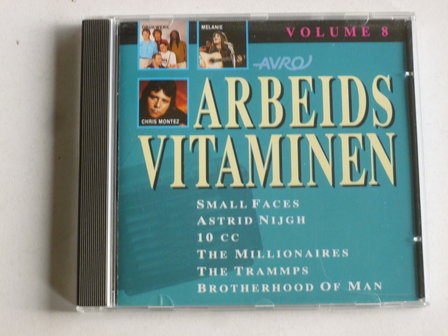 DRUKWERK
MELANIE
VOLUME 8
AVRO
CHRIS MONTEZ
ARBEIDS
VITAMINEN
SMALL FACES
ASTRID NIJGH
10 CC
THE MILLIONAIRES
THE TRAMMPS
BROTHERHOOD OF MAN